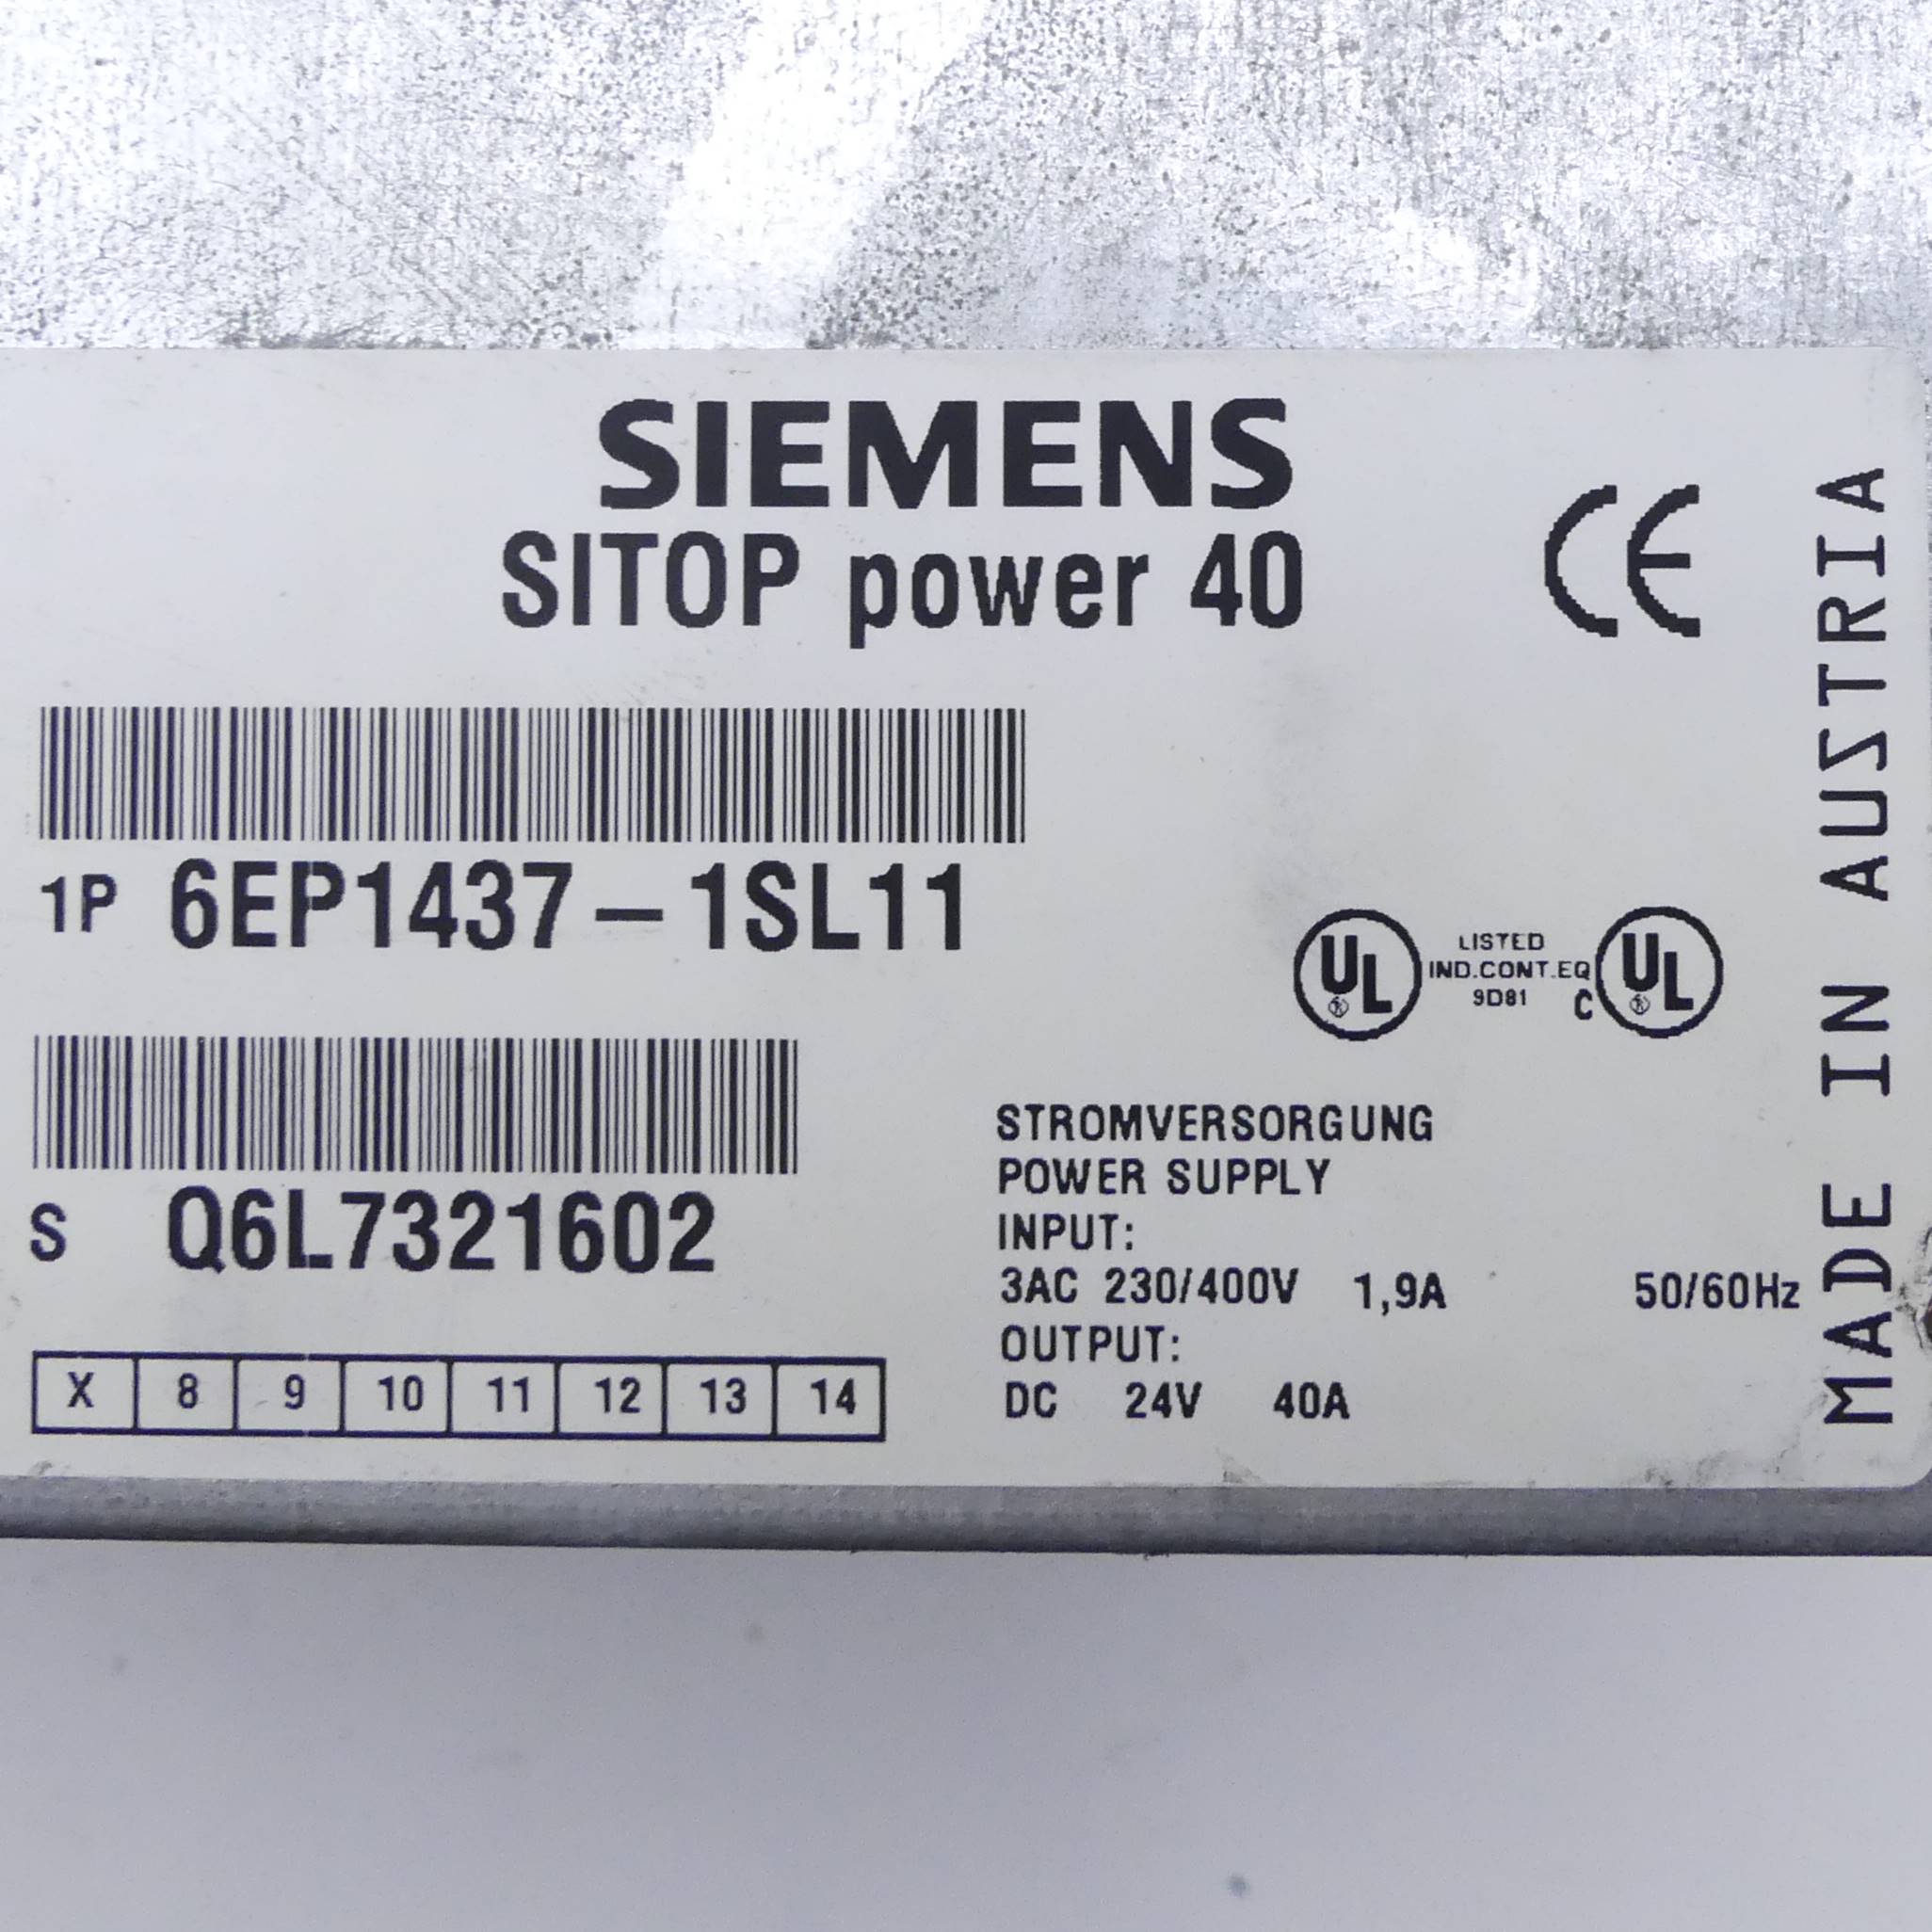 SIEMENS
SITOP power 40
CE
1P 6EP1437-1SL11
UL LISTED UL
IND.CONT.EQ
9D81 C
S Q6L7321602
X 8 9 10 11 12 13 14
STROMVERSORGUNG
POWER SUPPLY
INPUT:
3AC 230/400V 1,9A 50/60Hz
OUTPUT:
DC 24V 40A
MADE IN AUSTRIA